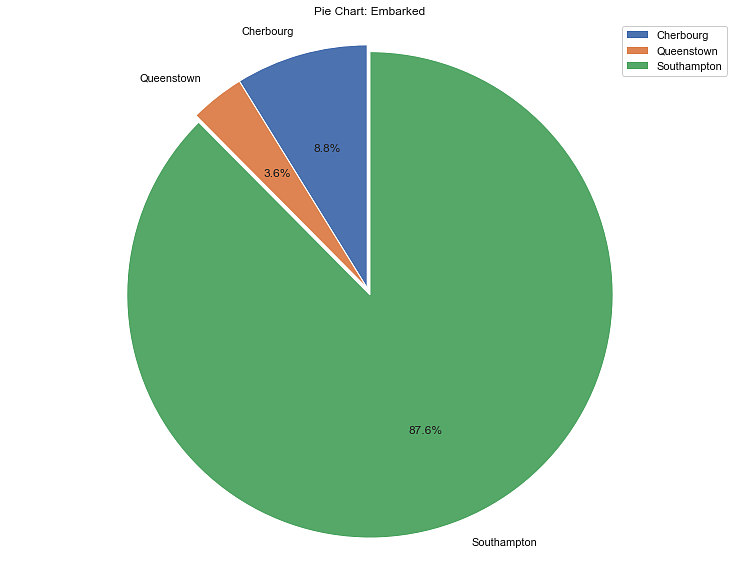 Pie Chart: Embarked
Cherbourg
Queenstown
Southampton
Cherbourg
Queenstown
8.8%
3.6%
87.6%
Southampton